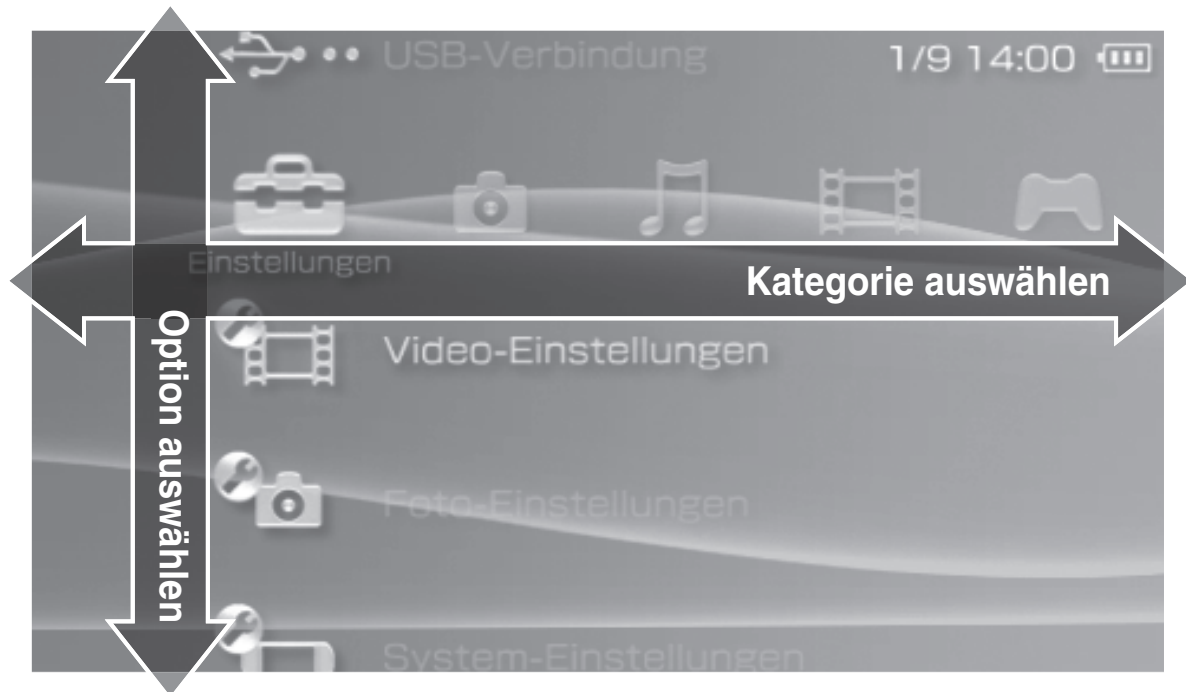 USB-Verbindung
1/9 14:00
Einstellungen
Kategorie auswählen
Option auswählen
Video-Einstellungen
Foto-Einstellungen
System-Einstellungen